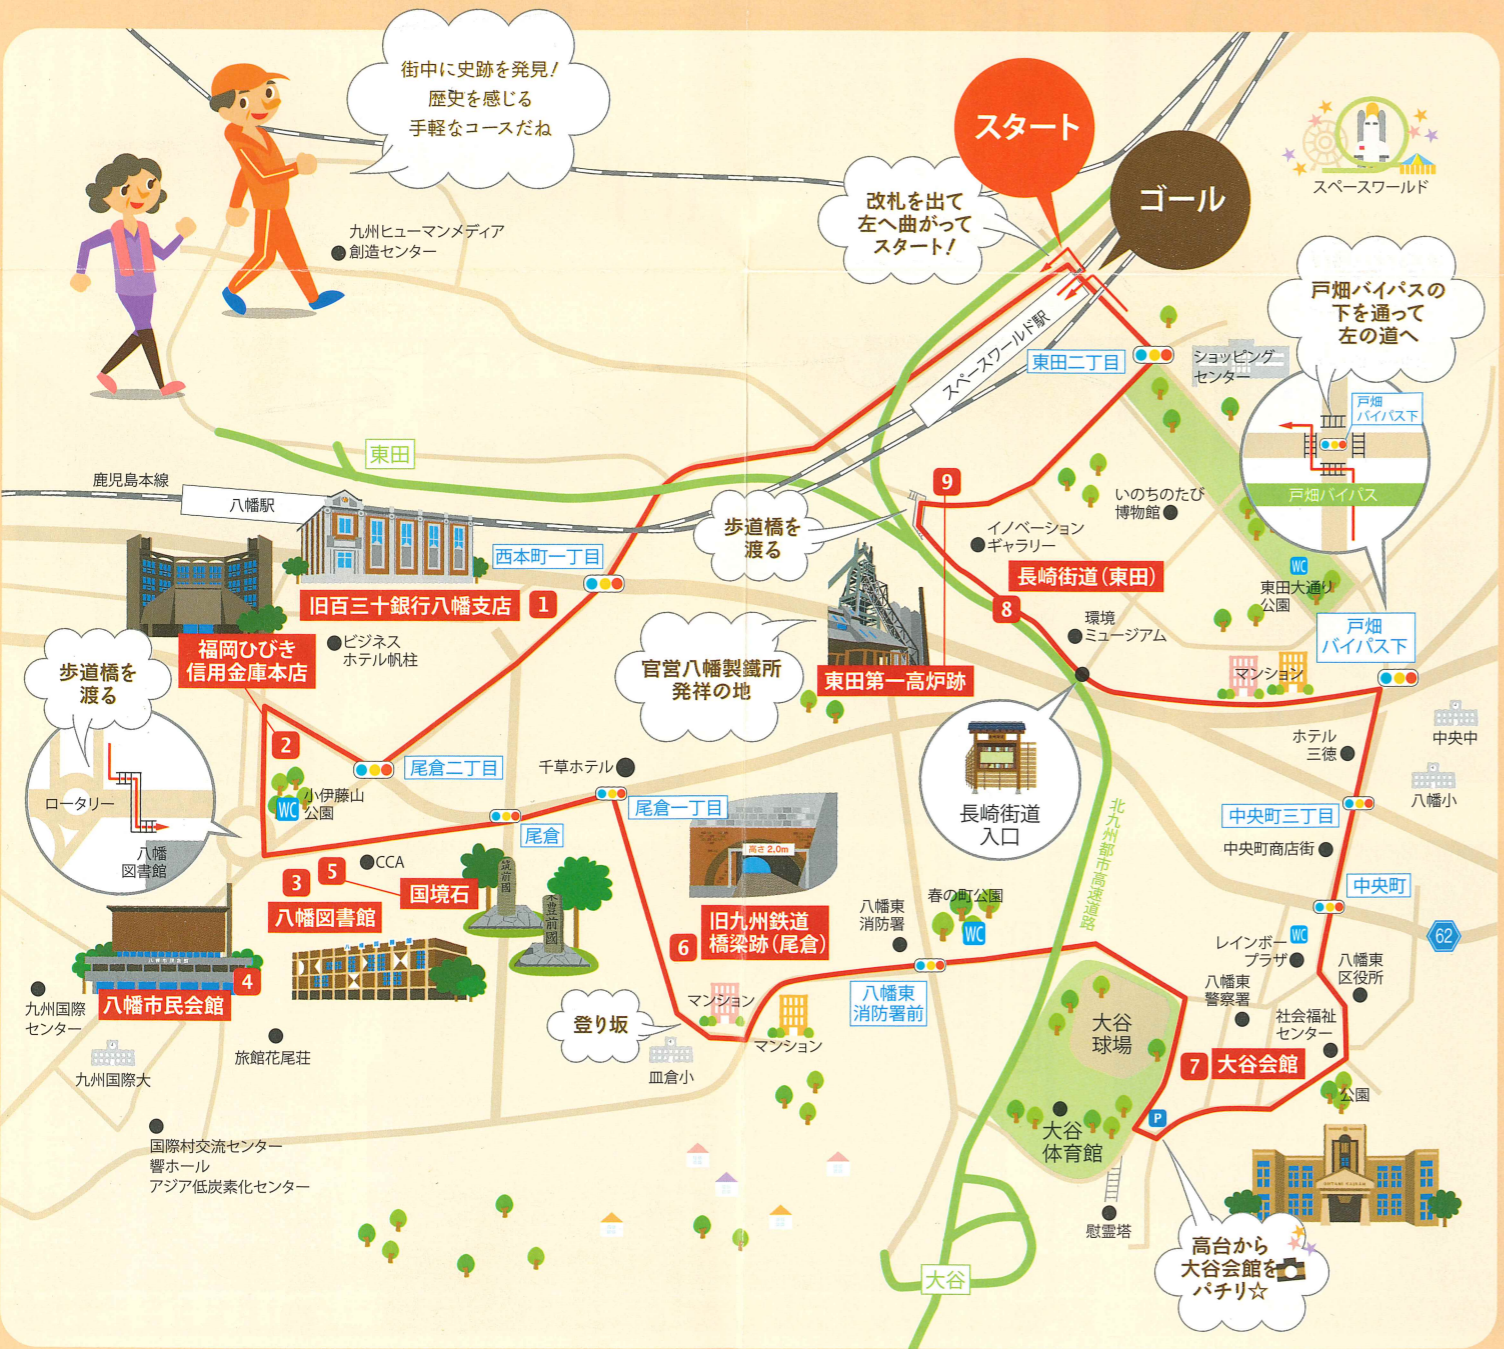 街中に史跡を発見!
歴史を感じる
手軽なコースだね
スタート
ゴール
改札を出て
左へ曲がって
スタート!
スペースワールド
九州ヒューマンメディア
創造センター
戸畑バイパスの
下を通って
左の道へ
戸畑
バイパス下
戸畑バイパス
スペースワールド駅
東田二丁目
ショッピング
センター
東田
鹿児島本線
八幡駅
いのちのたび
博物館
歩道橋を
渡る
9
イノベーション
ギャラリー
西本町一丁目
長崎街道(東田)
WC
東田大通り
公園
旧百三十銀行八幡支店
1
8
環境
ミュージアム
戸畑
バイパス下
福岡ひびき
信用金庫本店
ビジネス
ホテル帆柱
官営八幡製鐵所
発祥の地
東田第一高炉跡
マンション
歩道橋を
渡る
2
中央中
ホテル
三徳
尾倉二丁目
千草ホテル
ロータリー
WC
小伊藤山
公園
尾倉一丁目
八幡小
長崎街道
入口
中央町三丁目
尾倉
八幡
図書館
CCA
高さ 2.0m
北九州都市高速道路
中央町商店街
3
5
国境石
筑前國
豊前國
中央町
八幡図書館
旧九州鉄道
橋梁跡(尾倉)
6
八幡東
消防署
春の町公園
WC
62
レインボー
プラザ
WC
八幡東
区役所
4
八幡市民会館
九州国際
センター
八幡東
警察署
マンション
八幡東
消防署前
社会福祉
センター
登り坂
マンション
大谷
球場
旅館花尾荘
九州国際大
皿倉小
7
大谷会館
公園
P
大谷
体育館
国際村交流センター
響ホール
アジア低炭素化センター
慰霊塔
高台から
大谷会館を
パチリ☆
大谷